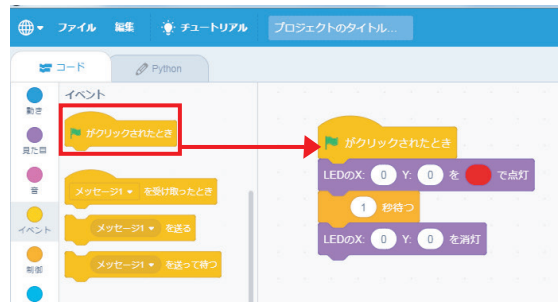 ファイル 編集 チュートリアル プロジェクトのタイトル...
コード Python
イベント
動き
見た目
音
イベント
制御
がクリックされたとき
メッセージ1 を受け取ったとき
メッセージ1 を送る
メッセージ1 を送って待つ
がクリックされたとき
LEDのX: 0 Y: 0 を で点灯
1 秒待つ
LEDのX: 0 Y: 0 を消灯